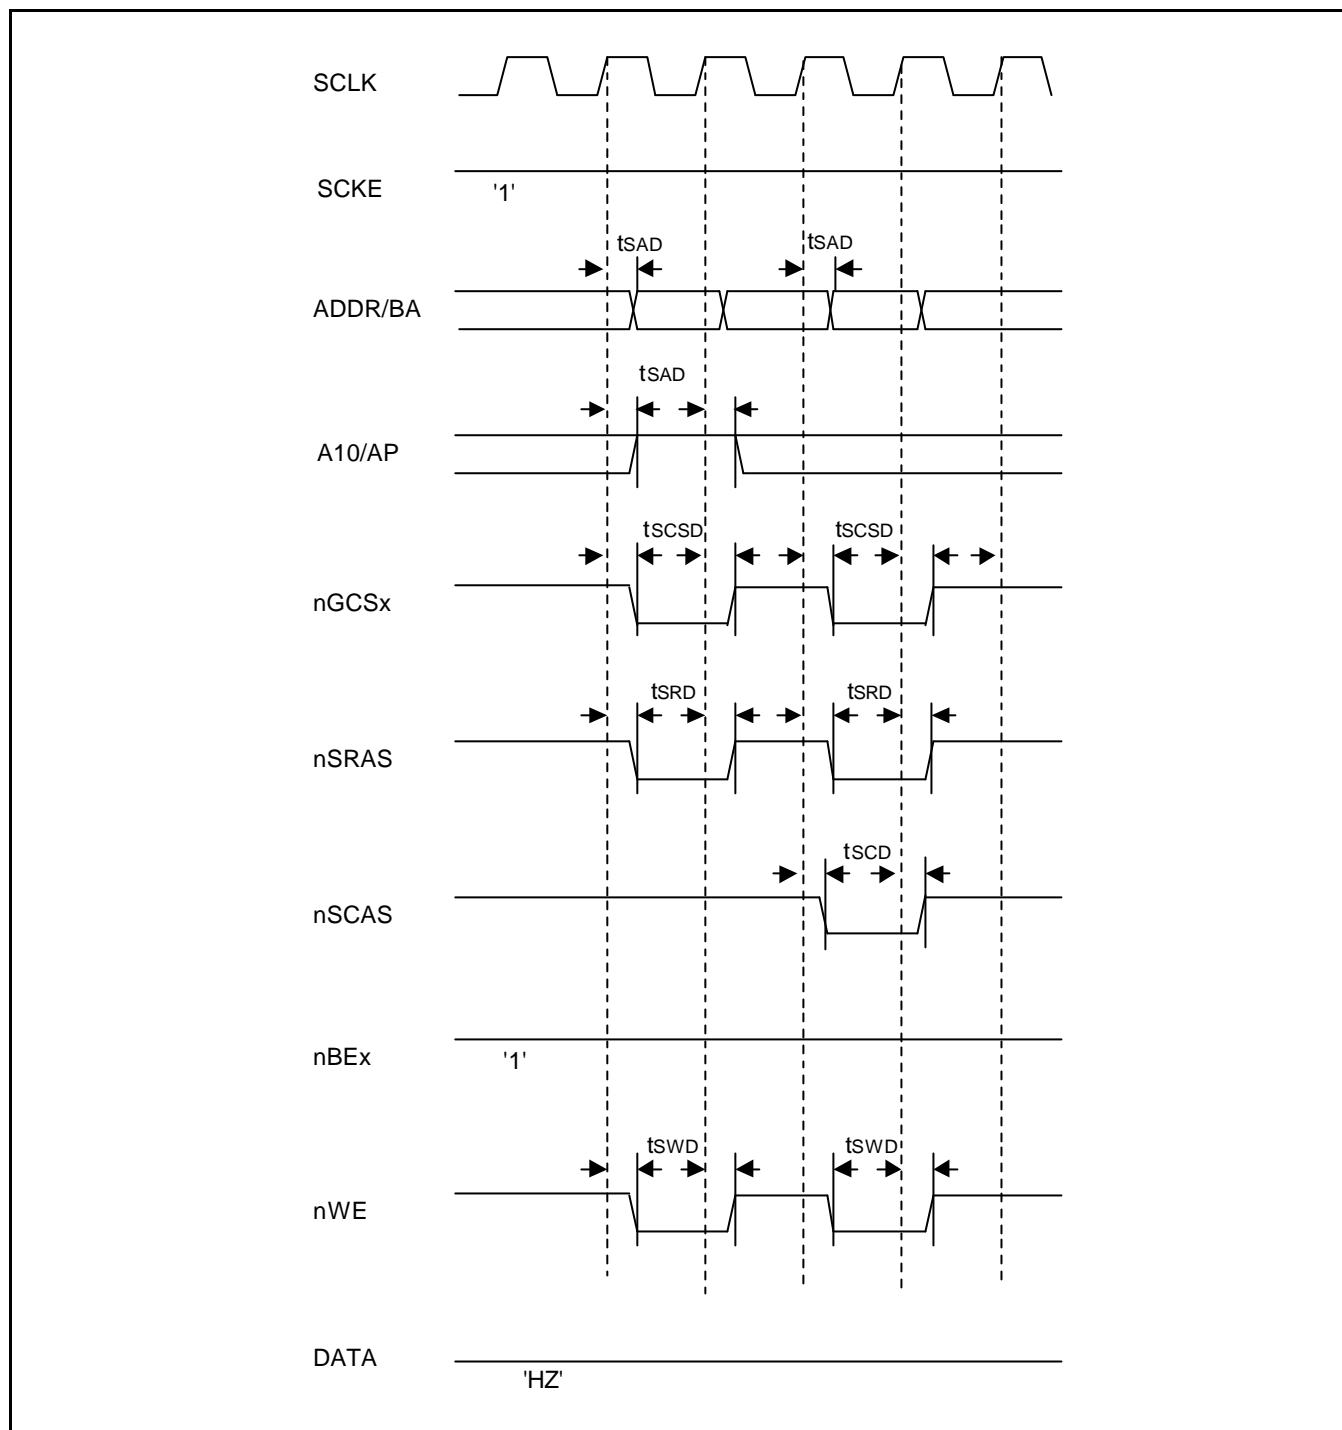 SCLK
SCKE
'1'
tSAD tSAD
ADDR/BA
tSAD
A10/AP
tSCSD tSCSD
nGCSx
tSRD tSRD
nSRAS
tSCD
nSCAS
nBEx
'1'
tSWD tSWD
nWE
DATA
'HZ'